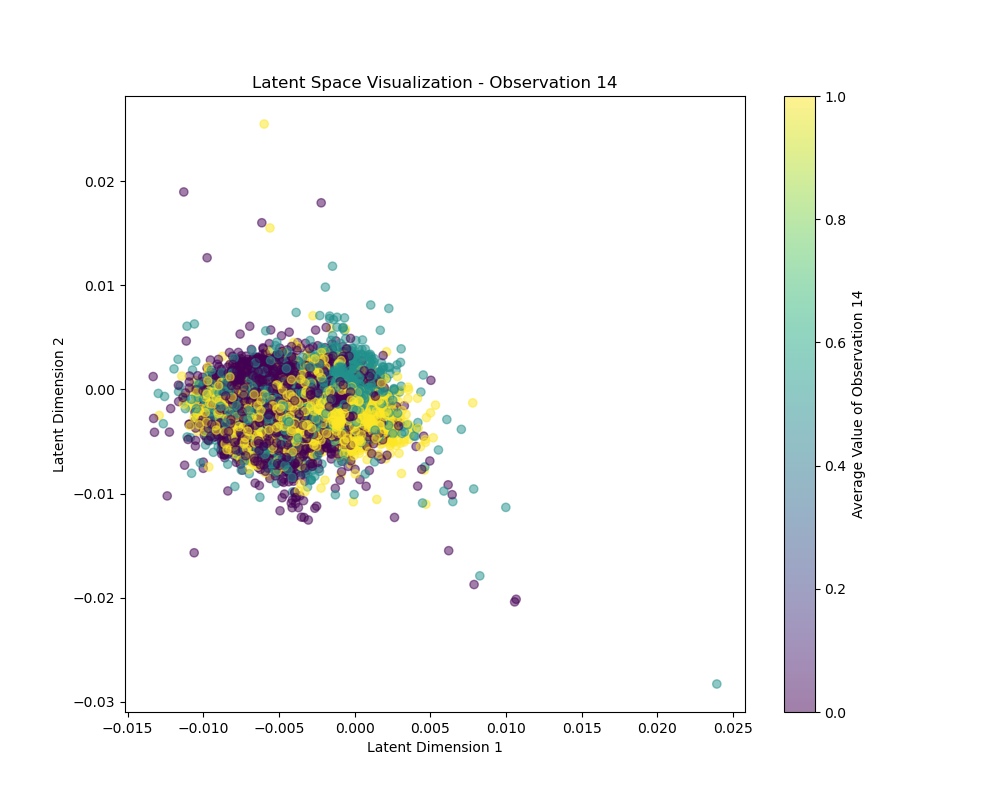 Latent Space Visualization - Observation 14
Latent Dimension 2
0.02
0.01
0.00
−0.01
−0.02
−0.03
−0.015 −0.010 −0.005 0.000 0.005 0.010 0.015 0.020 0.025
Latent Dimension 1
1.0
0.8
0.6
0.4
0.2
0.0
Average Value of Observation 14